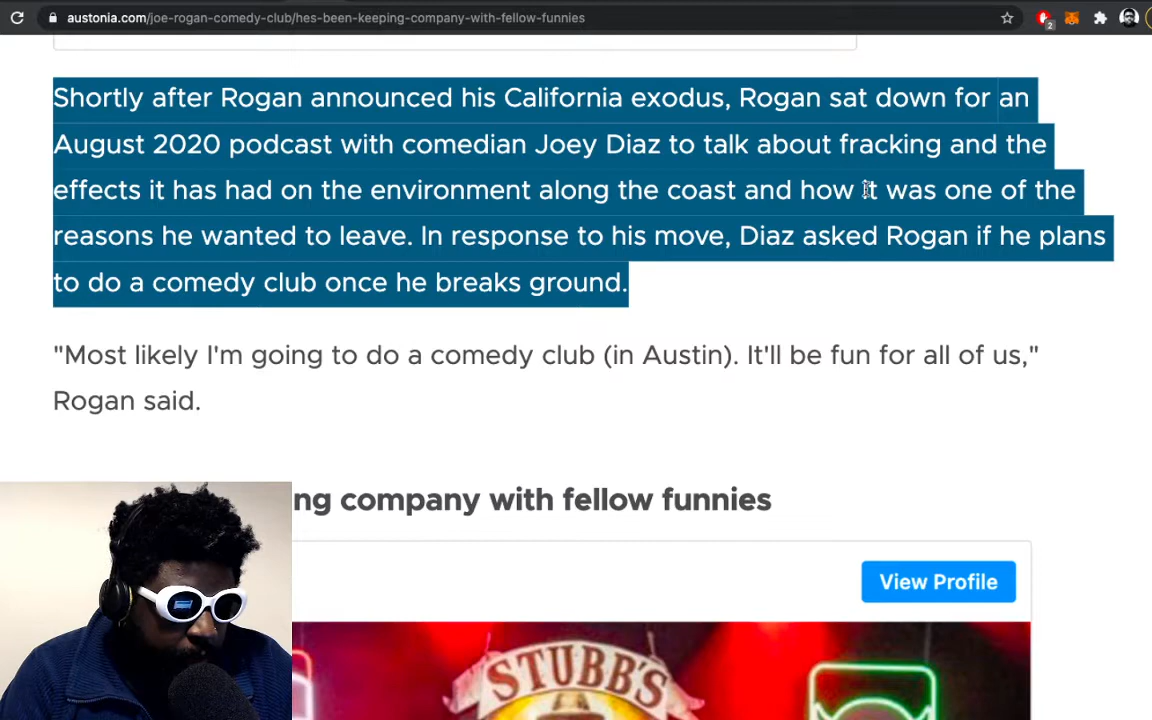 austonia.com/joe-rogan-comedy-club/hes-been-keeping-company-with-fellow-funnies
2
Shortly after Rogan announced his California exodus, Rogan sat down for an
August 2020 podcast with comedian Joey Diaz to talk about fracking and the
effects it has had on the environment along the coast and how it was one of the
reasons he wanted to leave. In response to his move, Diaz asked Rogan if he plans
to do a comedy club once he breaks ground.
"Most likely I'm going to do a comedy club (in Austin). It'll be fun for all of us,"
Rogan said.
ng company with fellow funnies
View Profile
STUBB'S